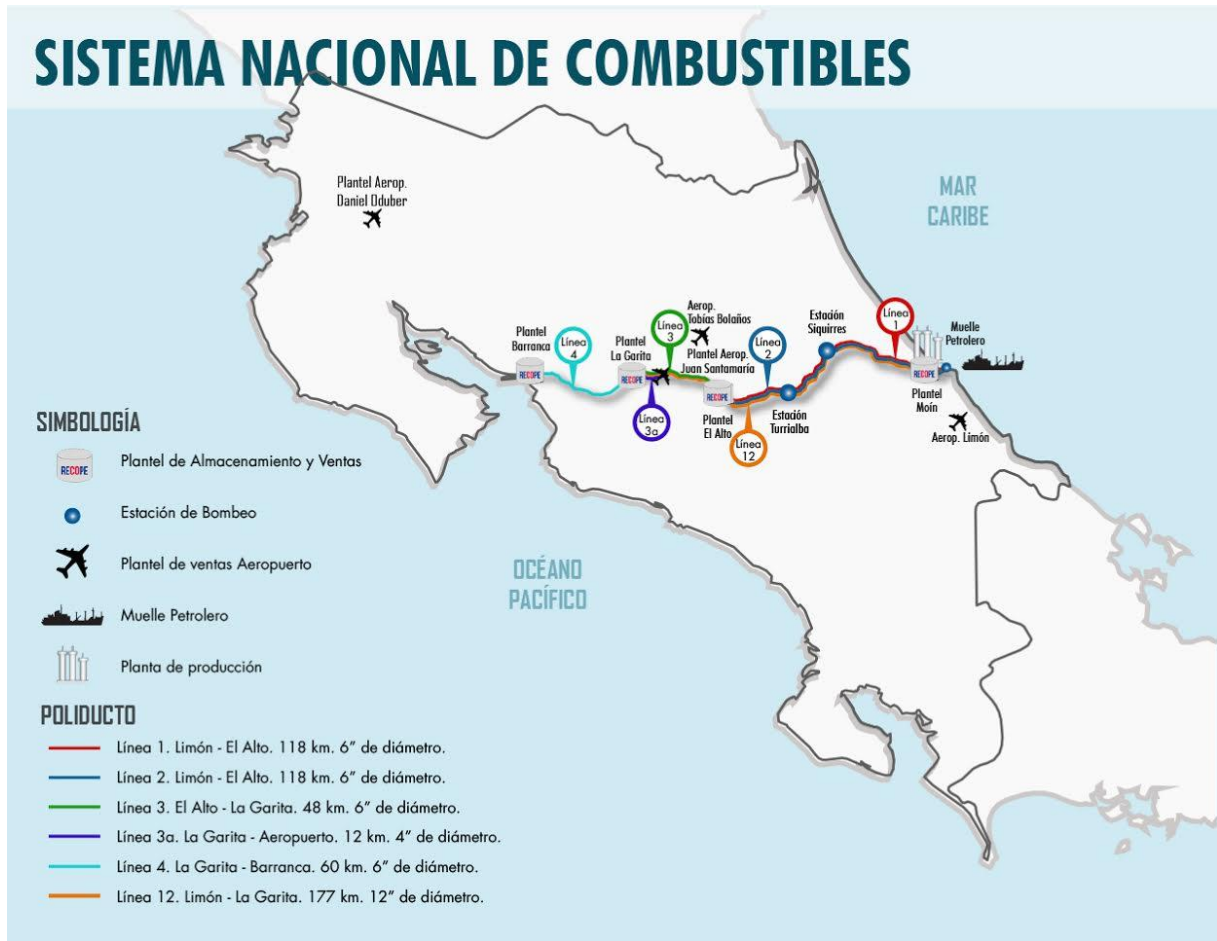 SISTEMA NACIONAL DE COMBUSTIBLES
Plantel Aerop.
Daniel Oduber
MAR
CARIBE
Plantel
Barranca
Línea
4
Plantel
La Garita
Línea
3
Aerop.
Tobías Bolaños
Plantel Aerop.
Juan Santamaría
Línea
2
Estación
Siquirres
Línea
1
Muelle
Petrolero
RECOPE
RECOPE
RECOPE
RECOPE
Línea
3a
Plantel
El Alto
Línea
12
Estación
Turrialba
Plantel
Moín
Aerop. Limón
OCÉANO
PACÍFICO
SIMBOLOGÍA
RECOPE
Plantel de Almacenamiento y Ventas
Estación de Bombeo
Plantel de ventas Aeropuerto
Muelle Petrolero
Planta de producción
POLIDUCTO
Línea 1. Limón - El Alto. 118 km. 6” de diámetro.
Línea 2. Limón - El Alto. 118 km. 6” de diámetro.
Línea 3. El Alto - La Garita. 48 km. 6” de diámetro.
Línea 3a. La Garita - Aeropuerto. 12 km. 4” de diámetro.
Línea 4. La Garita - Barranca. 60 km. 6” de diámetro.
Línea 12. Limón - La Garita. 177 km. 12” de diámetro.